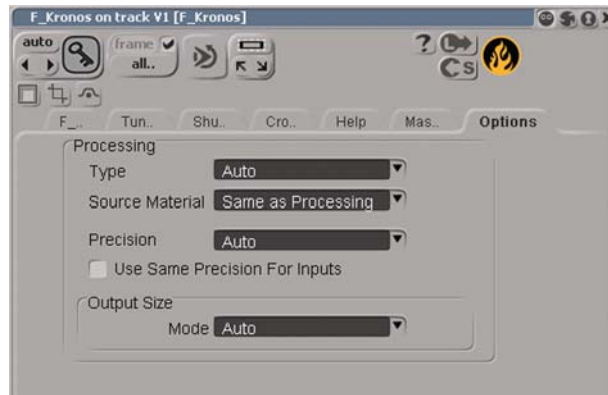 F_Kronos on track V1 [F_Kronos]
auto
frame
all..
?
C S
F_.. Tun.. Shu.. Cro.. Help Mas.. Options
Processing
Type Auto
Source Material Same as Processing
Precision Auto
Use Same Precision For Inputs
Output Size
Mode Auto